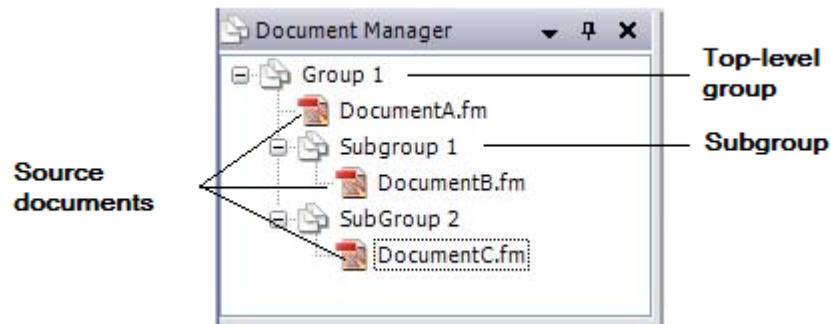 Document Manager
Group 1
Top-level
group
DocumentA.fm
Subgroup 1
Subgroup
Source
documents
DocumentB.fm
SubGroup 2
DocumentC.fm